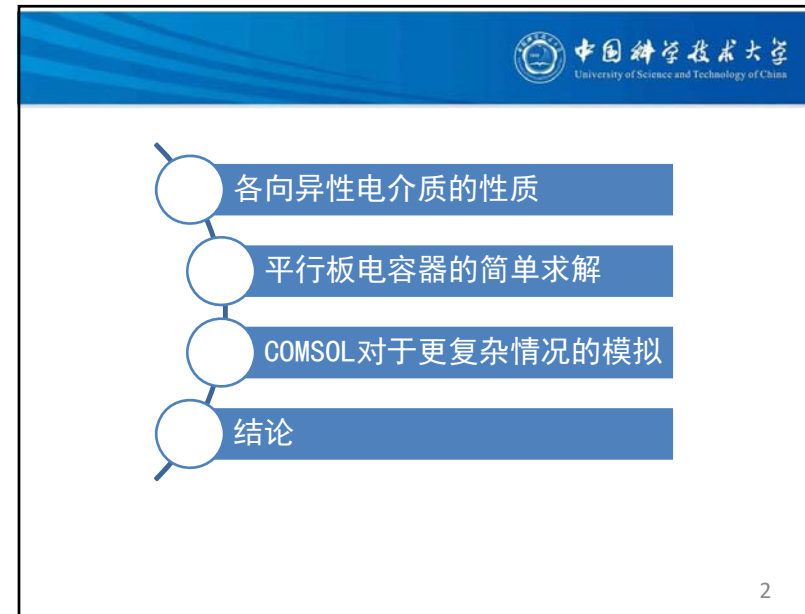 中国科学技术大学
University of Science and Technology of China
各向异性电介质的性质
平行板电容器的简单求解
COMSOL对于更复杂情况的模拟
结论
2